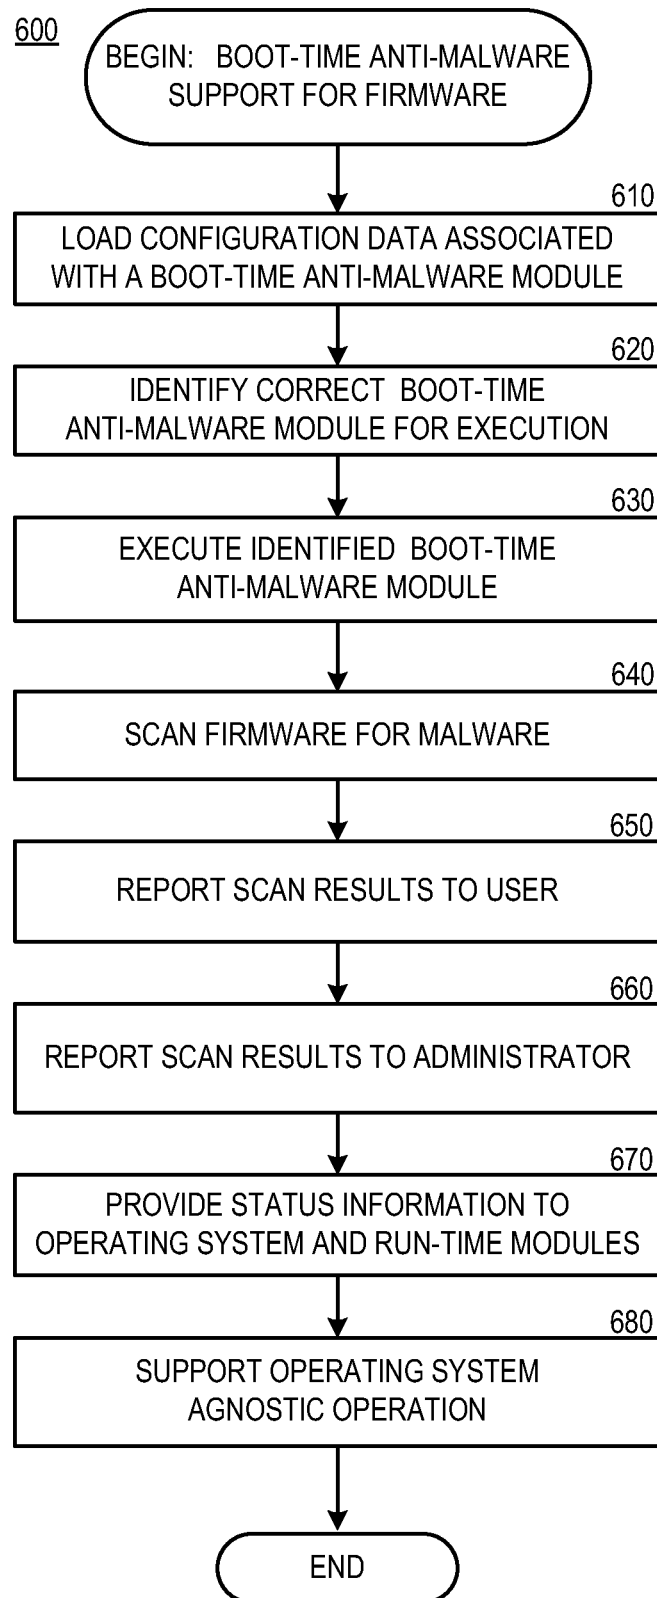 600
BEGIN: BOOT-TIME ANTI-MALWARE
SUPPORT FOR FIRMWARE
610
LOAD CONFIGURATION DATA ASSOCIATED
WITH A BOOT-TIME ANTI-MALWARE MODULE
620
IDENTIFY CORRECT BOOT-TIME
ANTI-MALWARE MODULE FOR EXECUTION
630
EXECUTE IDENTIFIED BOOT-TIME
ANTI-MALWARE MODULE
640
SCAN FIRMWARE FOR MALWARE
650
REPORT SCAN RESULTS TO USER
660
REPORT SCAN RESULTS TO ADMINISTRATOR
670
PROVIDE STATUS INFORMATION TO
OPERATING SYSTEM AND RUN-TIME MODULES
680
SUPPORT OPERATING SYSTEM
AGNOSTIC OPERATION
END